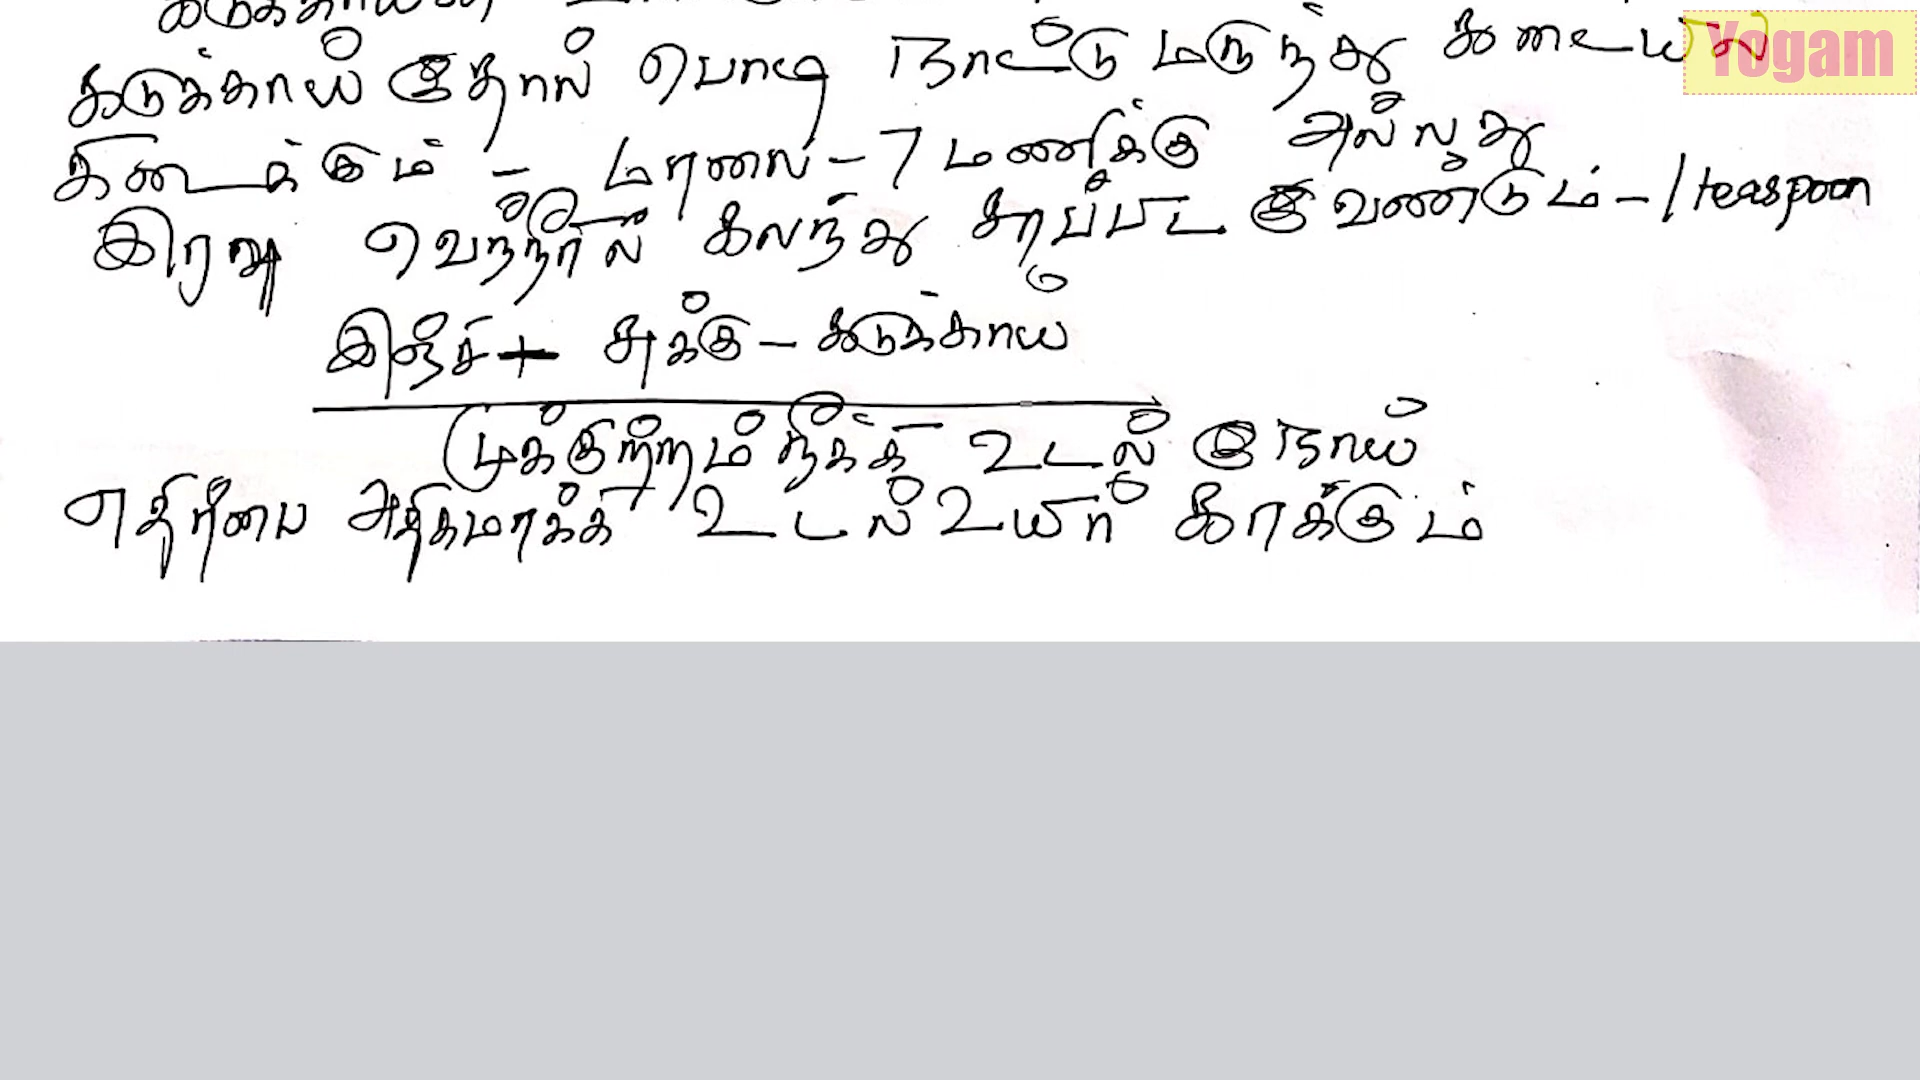 கடுக்காயின்
கடுக்காய் தோல் பொடி நாட்டு மருந்து கடையில்
Yogam
கிடைக்கும் - மாலை - 7 மணிக்கு அல்லது
இரவு வெந்நீரில் கலந்து சாப்பிட வேண்டும் - 1 teaspoon
இஞ்சி + சுக்கு - கடுக்காய்
முக்குற்றம் நீக்கி உடல் நோய்
எதிர்ப்பை அதிகமாக்கி உடல் உயிர் காக்கும்